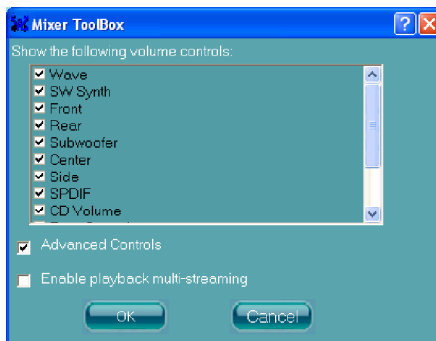 Mixer ToolBox
Show the following volume controls:
Wave
SW Synth
Front
Rear
Subwoofer
Center
Side
SPDIF
CD Volume
Advanced Controls
Enable playback multi-streaming
OK
Cancel